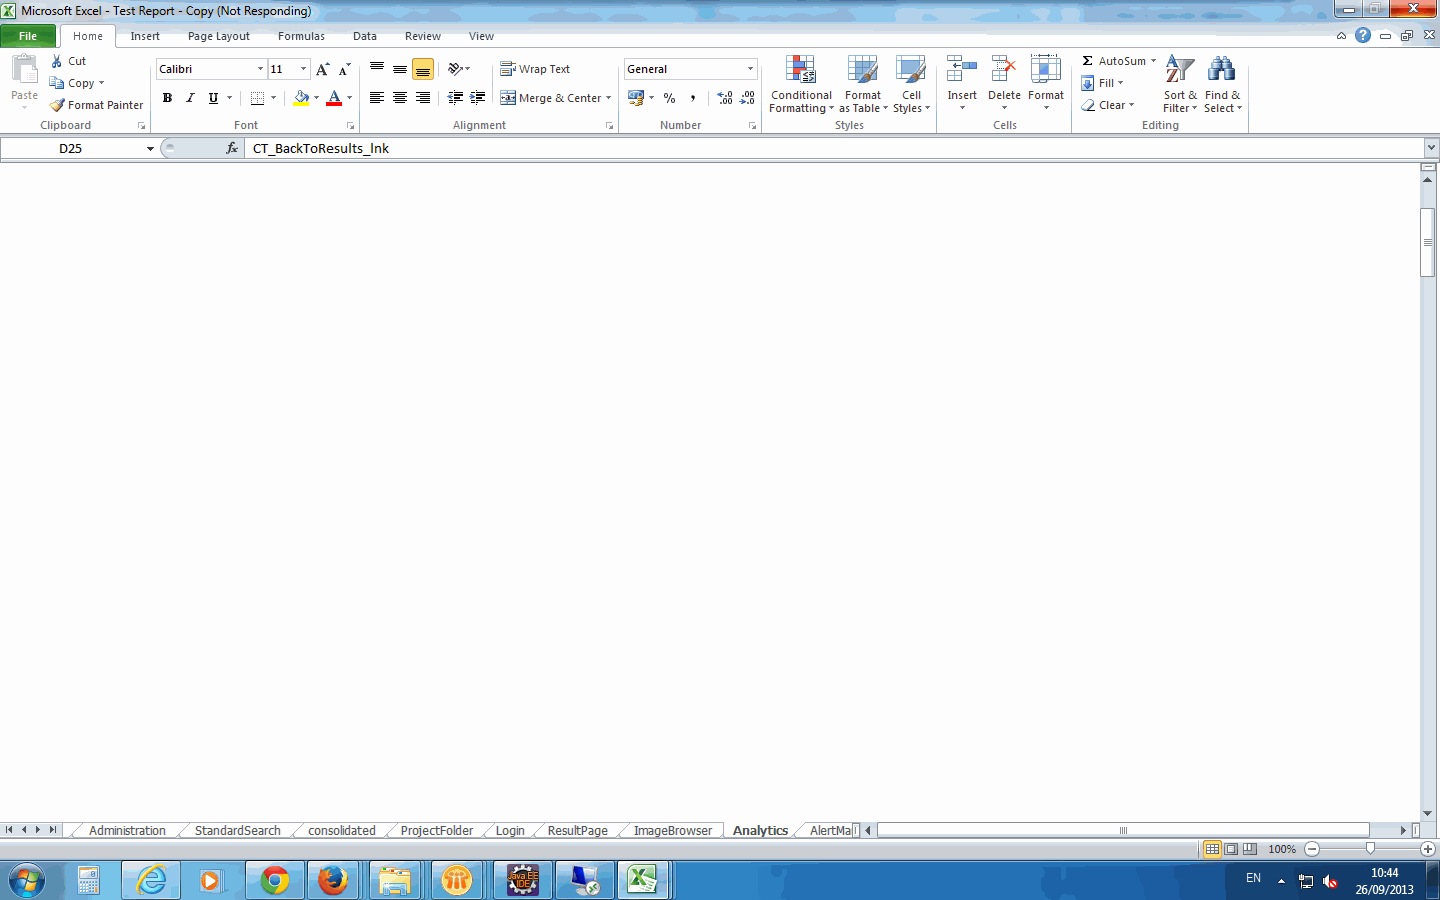 Microsoft Excel - Test Report - Copy (Not Responding)
File Home Insert Page Layout Formulas Data Review View
Paste
Cut
Copy
Format Painter
Clipboard
Calibri 11
B I U
Font
Wrap Text
Merge & Center
Alignment
General
% ,
Number
Conditional Formatting
Format as Table
Cell Styles
Styles
Insert Delete Format
Cells
Σ AutoSum
Fill
Clear
Sort & Filter
Find & Select
Editing
D25 fx CT_BackToResults_lnk
Administration StandardSearch consolidated ProjectFolder Login ResultPage ImageBrowser Analytics AlertMa
100%
Java EE
IDE
EN
10:44
26/09/2013